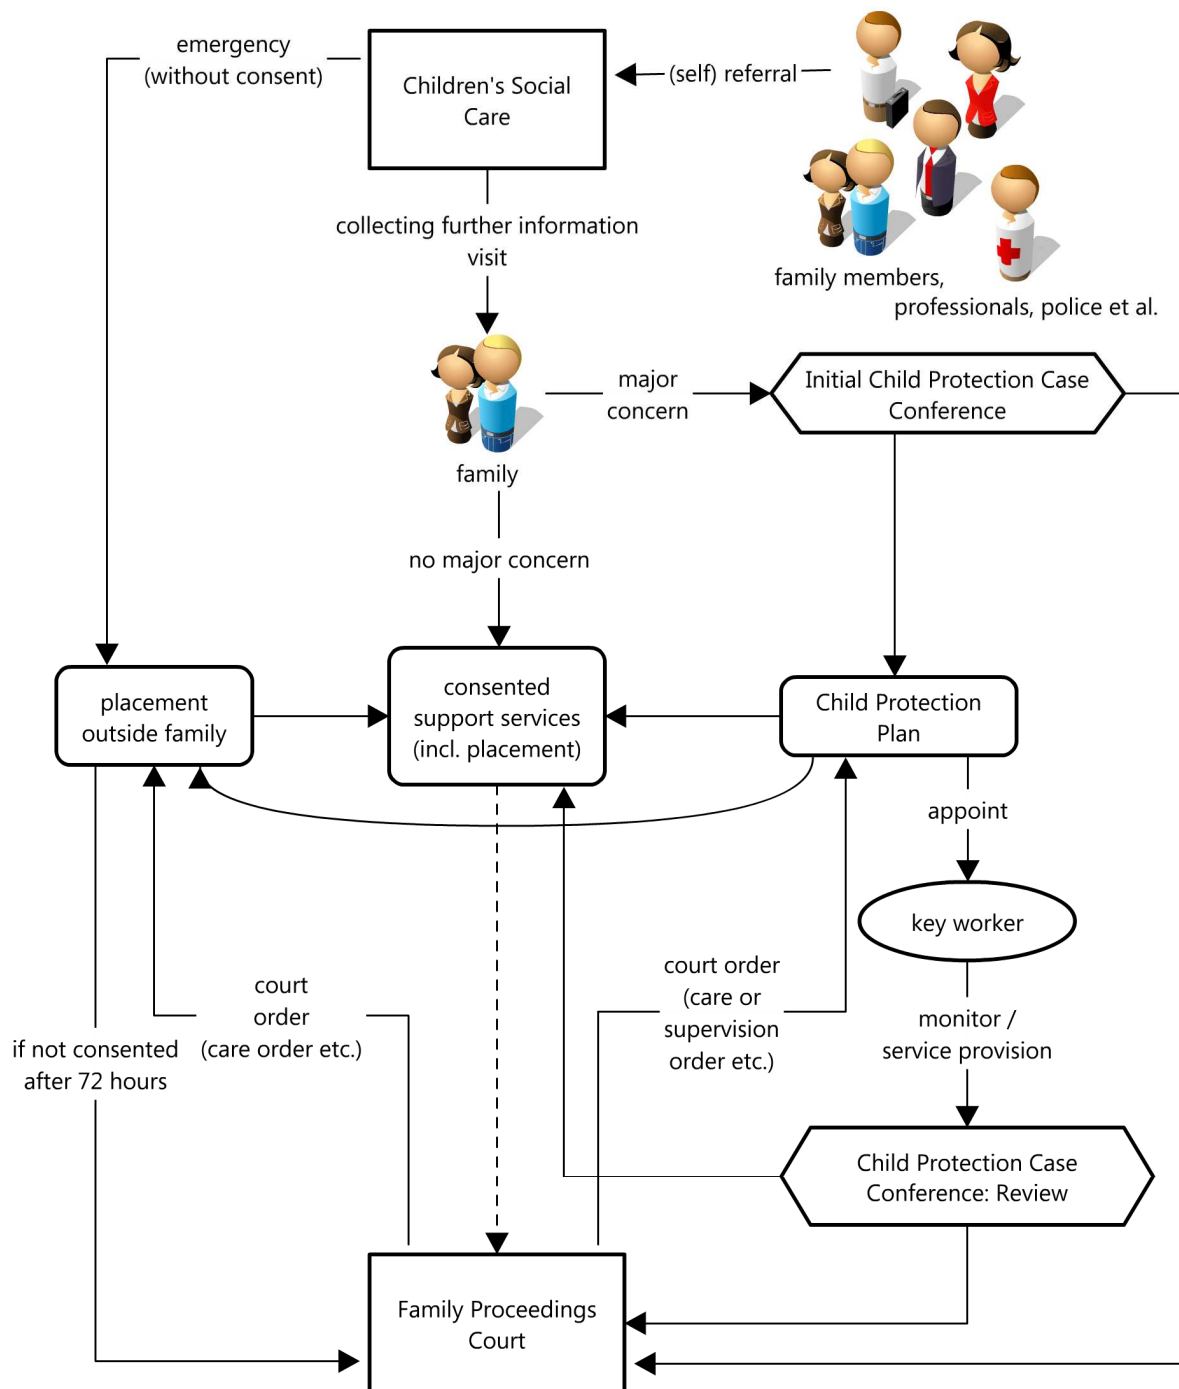 emergency
(without consent)
Children's Social
Care
(self) referral
collecting further information
visit
family members,
professionals, police et al.
family
major
concern
Initial Child Protection Case
Conference
no major concern
placement
outside family
consented
support services
(incl. placement)
Child Protection
Plan
appoint
key worker
court
order
(care order etc.)
court order
(care or
supervision
order etc.)
monitor /
service provision
if not consented
after 72 hours
Child Protection Case
Conference: Review
Family Proceedings
Court